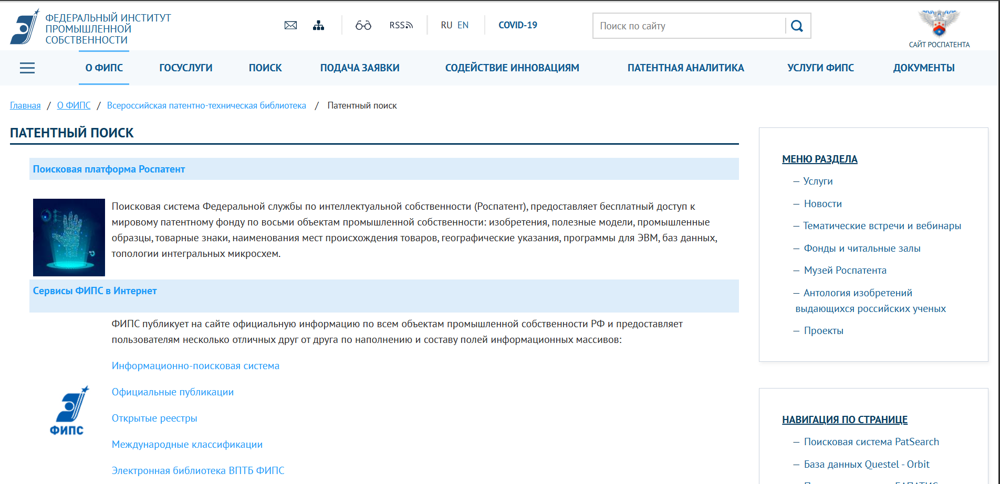 ФЕДЕРАЛЬНЫЙ ИНСТИТУТ
ПРОМЫШЛЕННОЙ
СОБСТВЕННОСТИ
RSS
RU EN
COVID-19
Поиск по сайту
САЙТ РОСПАТЕНТА
О ФИПС
ГОСУСЛУГИ
ПОИСК
ПОДАЧА ЗАЯВКИ
СОДЕЙСТВИЕ ИННОВАЦИЯМ
ПАТЕНТНАЯ АНАЛИТИКА
УСЛУГИ ФИПС
ДОКУМЕНТЫ
Главная / О ФИПС / Всероссийская патентно-техническая библиотека / Патентный поиск
ПАТЕНТНЫЙ ПОИСК
Поисковая платформа Роспатент
Поисковая система Федеральной службы по интеллектуальной собственности (Роспатент), предоставляет бесплатный доступ к
мировому патентному фонду по восьми объектам промышленной собственности: изобретения, полезные модели, промышленные
образцы, товарные знаки, наименования мест происхождения товаров, географические указания, программы для ЭВМ, баз данных,
топологии интегральных микросхем.
Сервисы ФИПС в Интернет
ФИПС публикует на сайте официальную информацию по всем объектам промышленной собственности РФ и предоставляет
пользователям несколько отличных друг от друга по наполнению и составу полей информационных массивов:
Информационно-поисковая система
Официальные публикации
Открытые реестры
Международные классификации
Электронная библиотека ВПТБ ФИПС
ФИПС
МЕНЮ РАЗДЕЛА
— Услуги
— Новости
— Тематические встречи и вебинары
— Фонды и читальные залы
— Музей Роспатента
— Антология изобретений
выдающихся российских ученых
— Проекты
НАВИГАЦИЯ ПО СТРАНИЦЕ
— Поисковая система PatSearch
— База данных Questel - Orbit